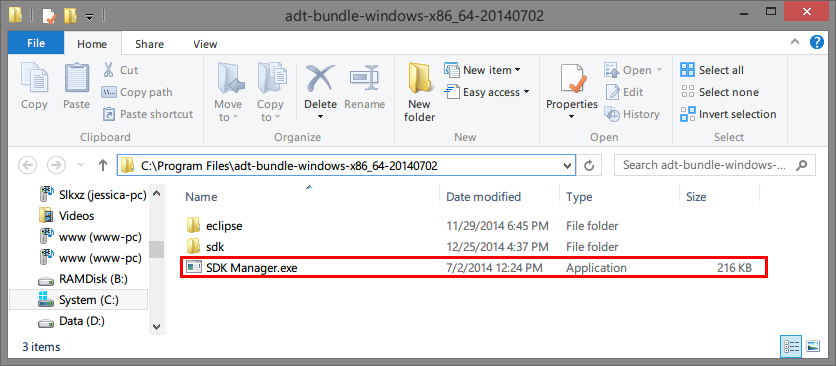 adt-bundle-windows-x86_64-20140702
File
Home
Share
View
Copy
Paste
Cut
Copy path
Paste shortcut
Clipboard
Move to
Copy to
Delete
Rename
Organize
New folder
New item
Easy access
New
Properties
Open
Edit
History
Open
Select all
Select none
Invert selection
Select
C:\Program Files\adt-bundle-windows-x86_64-20140702
Search adt-bundle-windows-...
Slkxz (jessica-pc)
Videos
www (www-pc)
www (www-pc)
RAMDisk (B:)
System (C:)
Data (D:)
Name Date modified Type Size
eclipse 11/29/2014 6:45 PM File folder
sdk 12/25/2014 4:37 PM File folder
SDK Manager.exe 7/2/2014 12:24 PM Application 216 KB
3 items